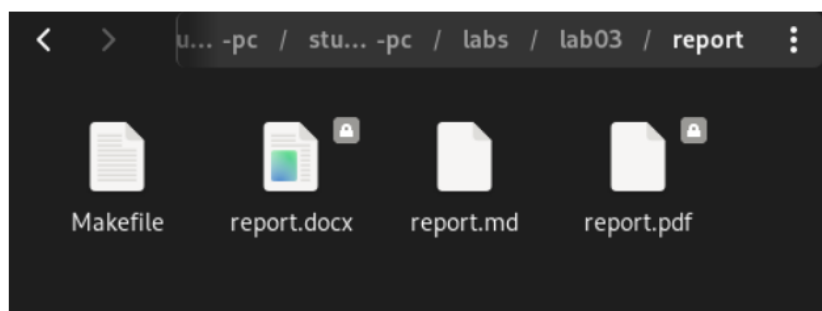 u... -pc / stu... -pc / labs / lab03 / report
Makefile report.docx report.md report.pdf